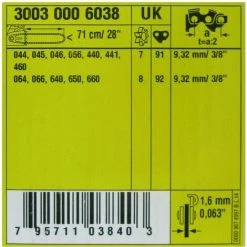 3003 000 6038 UK
< 71 cm/ 28" a t=a:2
044, 045, 046, 056, 440, 441, 7 91 9,32 mm/ 3/8"
460
064, 066, 640, 650, 660 8 92 9,32 mm/ 3/8"
1,6 mm
0,063"
7 95711 03840 3